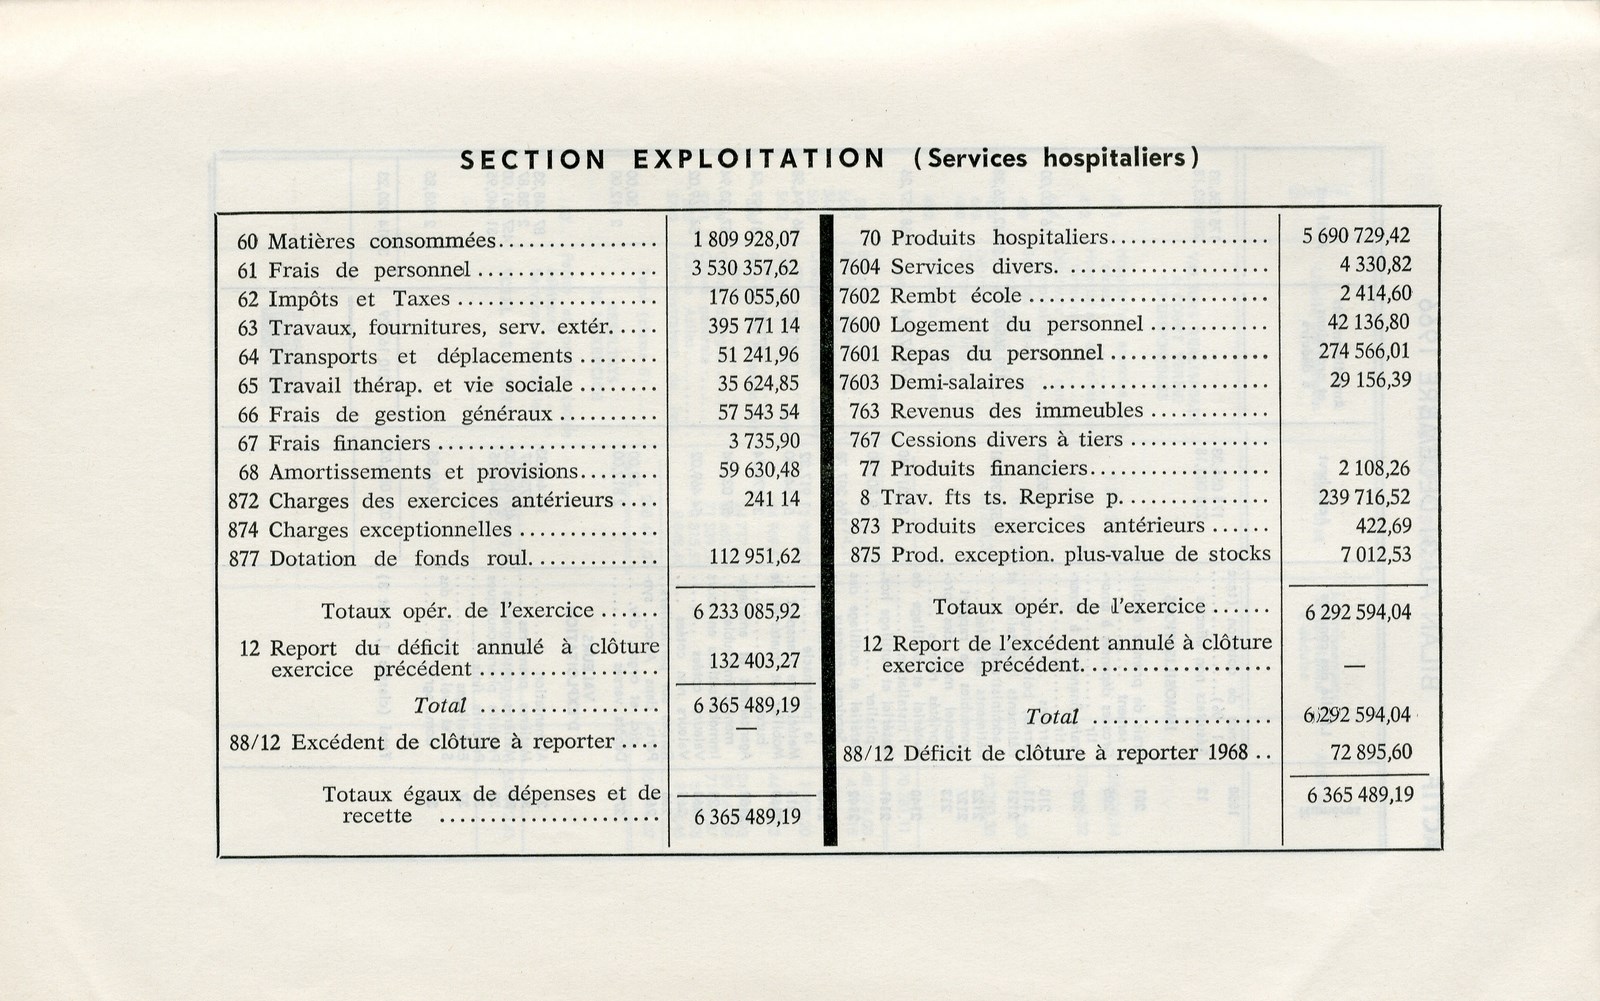 SECTION EXPLOITATION (Services hospitaliers)
60 Matières consommées................ 1 809 928,07
61 Frais de personnel .................. 3 530 357,62
62 Impôts et Taxes .................... 176 055,60
63 Travaux, fournitures, serv. extér..... 395 771 14
64 Transports et déplacements ........ 51 241,96
65 Travail thérap. et vie sociale ........ 35 624,85
66 Frais de gestion généraux .......... 57 543 54
67 Frais financiers ...................... 3 735,90
68 Amortissements et provisions........ 59 630,48
872 Charges des exercices antérieurs .... 241 14
874 Charges exceptionnelles ..............
877 Dotation de fonds roul............. 112 951,62
Totaux opér. de l'exercice ...... 6 233 085,92
12 Report du déficit annulé à clôture
exercice précédent .................. 132 403,27
Total .................. 6 365 489,19
88/12 Excédent de clôture à reporter .... —
Totaux égaux de dépenses et de
recette ...................... 6 365 489,19
70 Produits hospitaliers................ 5 690 729,42
7604 Services divers. .................... 4 330,82
7602 Rembt école ........................ 2 414,60
7600 Logement du personnel ............ 42 136,80
7601 Repas du personnel ................ 274 566,01
7603 Demi-salaires ....................... 29 156,39
763 Revenus des immeubles ............
767 Cessions divers à tiers ..............
77 Produits financiers.................. 2 108,26
8 Trav. fts ts. Reprise p............... 239 716,52
873 Produits exercices antérieurs ...... 422,69
875 Prod. exception. plus-value de stocks 7 012,53
Totaux opér. de l'exercice ...... 6 292 594,04
12 Report de l'excédent annulé à clôture
exercice précédent................... —
Total .................. 6 292 594,04
88/12 Déficit de clôture à reporter 1968 .. 72 895,60
6 365 489,19